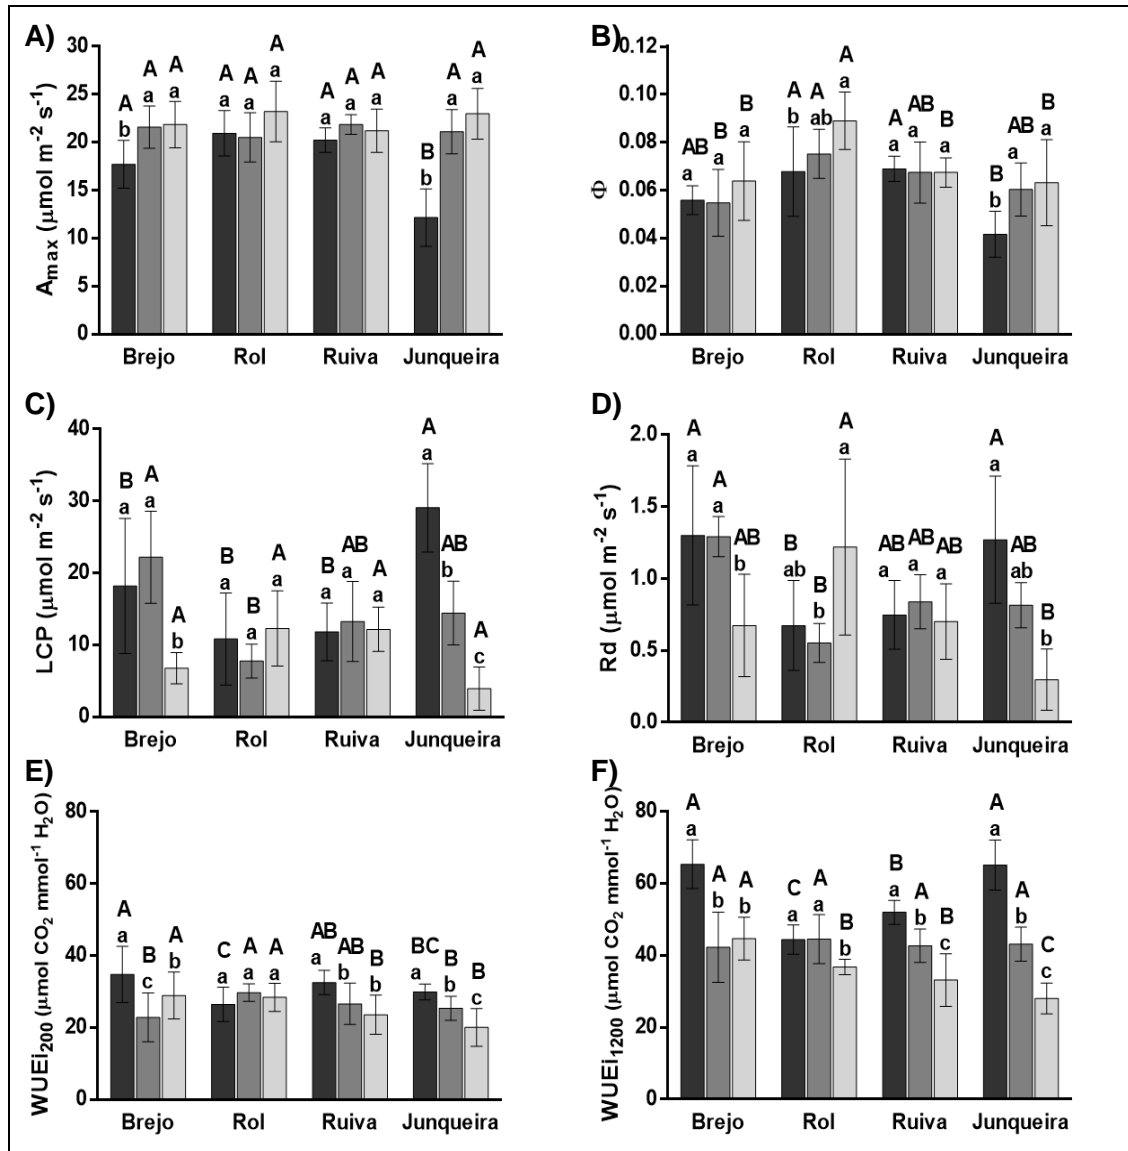 A)
A_max (μmol m⁻² s⁻¹)
30
25
20
15
10
5
0
A A A
b a a
A A A
a a a
A A A
a a a
B A A
b a a
Brejo Rol Ruiva Junqueira
B)
Φ
0.12
0.10
0.08
0.06
0.04
0.02
0.00
AB B B
a a a
A A A
b ab a
A AB B
a a a
B AB B
b a a
Brejo Rol Ruiva Junqueira
C)
LCP (μmol m⁻² s⁻¹)
40
30
20
10
0
B A A
a a b
B B A
a a a
B AB A
a a a
A AB A
a b c
Brejo Rol Ruiva Junqueira
D)
Rd (μmol m⁻² s⁻¹)
2.0
1.5
1.0
0.5
0.0
A A AB
a a b
B B A
ab b a
AB AB AB
a a a
A AB B
a ab b
Brejo Rol Ruiva Junqueira
E)
WUEi₂₀₀ (μmol CO₂ mmol⁻¹ H₂O)
80
60
40
20
0
A B A
a c b
C A A
a a a
AB AB B
a b b
BC B B
a b c
Brejo Rol Ruiva Junqueira
F)
WUEi₁₂₀₀ (μmol CO₂ mmol⁻¹ H₂O)
80
60
40
20
0
A A A
a b b
C A B
a a b
B A B
a b c
A A C
a b c
Brejo Rol Ruiva Junqueira